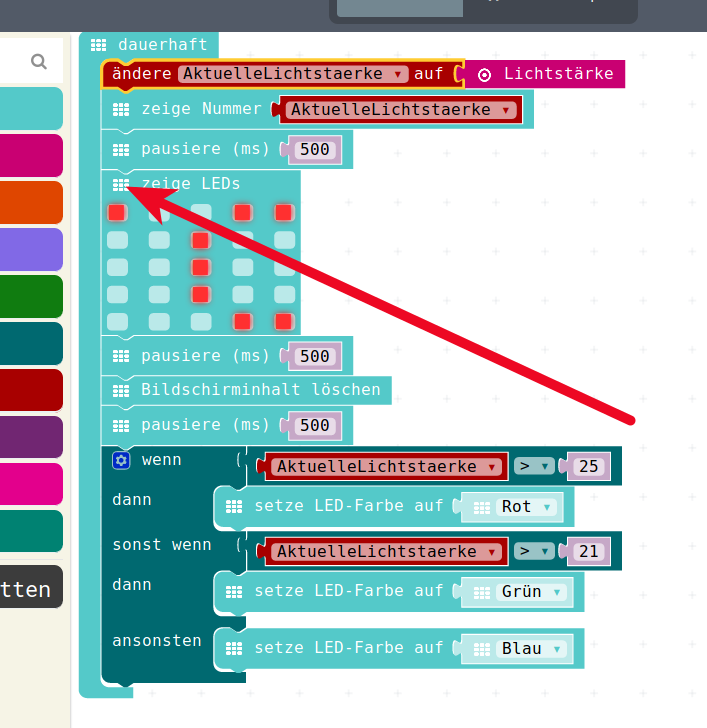 dauerhaft
ändere AktuelleLichtstaerke auf Lichtstärke
zeige Nummer AktuelleLichtstaerke
pausiere (ms) 500
zeige LEDs
pausiere (ms) 500
Bildschirminhalt löschen
pausiere (ms) 500
wenn AktuelleLichtstaerke > 25
dann setze LED-Farbe auf Rot
sonst wenn AktuelleLichtstaerke > 21
dann setze LED-Farbe auf Grün
tten
ansonsten setze LED-Farbe auf Blau